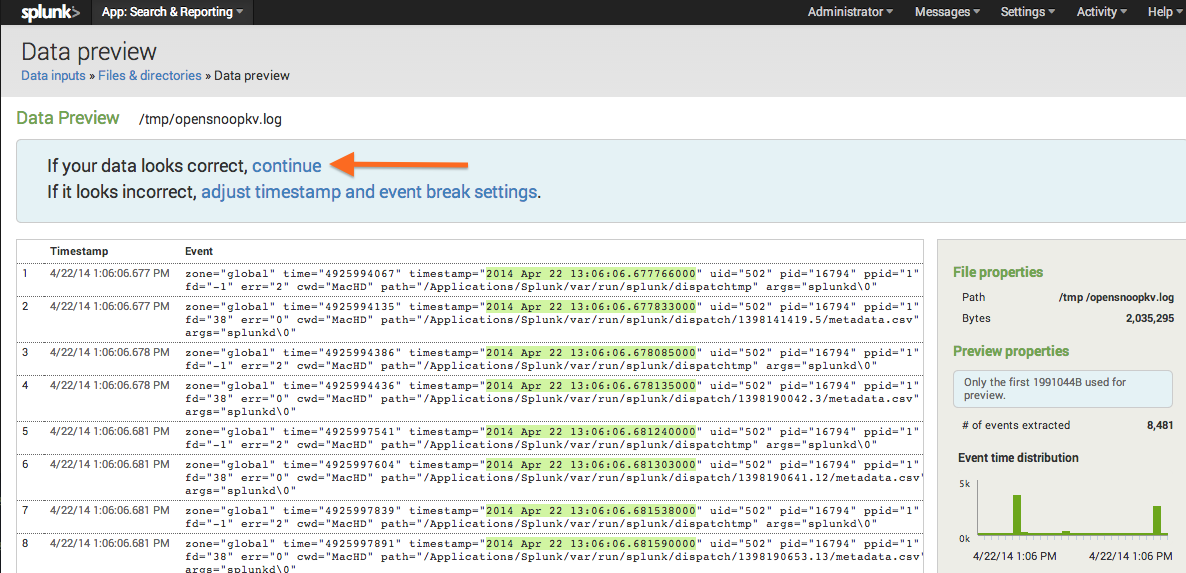 splunk> App: Search & Reporting Administrator Messages Settings Activity Help
Data preview
Data inputs » Files & directories » Data preview
Data Preview /tmp/opensnoopkv.log
If your data looks correct, continue
If it looks incorrect, adjust timestamp and event break settings.
Timestamp Event
1 4/22/14 1:06:06.677 PM zone="global" time="4925994067" timestamp="2014 Apr 22 13:06:06.677766000" uid="502" pid="16794" ppid="1"
fd="-1" err="2" cwd="MacHD" path="/Applications/Splunk/var/run/splunk/dispatchtmp" args="splunkd\0"
2 4/22/14 1:06:06.677 PM zone="global" time="4925994135" timestamp="2014 Apr 22 13:06:06.677833000" uid="502" pid="16794" ppid="1"
fd="38" err="0" cwd="MacHD" path="/Applications/Splunk/var/run/splunk/dispatch/1398141419.5/metadata.csv"
args="splunkd\0"
3 4/22/14 1:06:06.678 PM zone="global" time="4925994386" timestamp="2014 Apr 22 13:06:06.678085000" uid="502" pid="16794" ppid="1"
fd="-1" err="2" cwd="MacHD" path="/Applications/Splunk/var/run/splunk/dispatchtmp" args="splunkd\0"
4 4/22/14 1:06:06.678 PM zone="global" time="4925994436" timestamp="2014 Apr 22 13:06:06.678135000" uid="502" pid="16794" ppid="1"
fd="38" err="0" cwd="MacHD" path="/Applications/Splunk/var/run/splunk/dispatch/1398190042.3/metadata.csv"
args="splunkd\0"
5 4/22/14 1:06:06.681 PM zone="global" time="4925997541" timestamp="2014 Apr 22 13:06:06.681240000" uid="502" pid="16794" ppid="1"
fd="-1" err="2" cwd="MacHD" path="/Applications/Splunk/var/run/splunk/dispatchtmp" args="splunkd\0"
6 4/22/14 1:06:06.681 PM zone="global" time="4925997604" timestamp="2014 Apr 22 13:06:06.681303000" uid="502" pid="16794" ppid="1"
fd="38" err="0" cwd="MacHD" path="/Applications/Splunk/var/run/splunk/dispatch/1398190641.12/metadata.csv"
args="splunkd\0"
7 4/22/14 1:06:06.681 PM zone="global" time="4925997839" timestamp="2014 Apr 22 13:06:06.681538000" uid="502" pid="16794" ppid="1"
fd="-1" err="2" cwd="MacHD" path="/Applications/Splunk/var/run/splunk/dispatchtmp" args="splunkd\0"
8 4/22/14 1:06:06.681 PM zone="global" time="4925997891" timestamp="2014 Apr 22 13:06:06.681590000" uid="502" pid="16794" ppid="1"
fd="38" err="0" cwd="MacHD" path="/Applications/Splunk/var/run/splunk/dispatch/1398190653.13/metadata.csv"
File properties
Path /tmp /opensnoopkv.log
Bytes 2,035,295
Preview properties
Only the first 1991044B used for
preview.
# of events extracted 8,481
Event time distribution
5k
0k
4/22/14 1:06 PM 4/22/14 1:06 PM